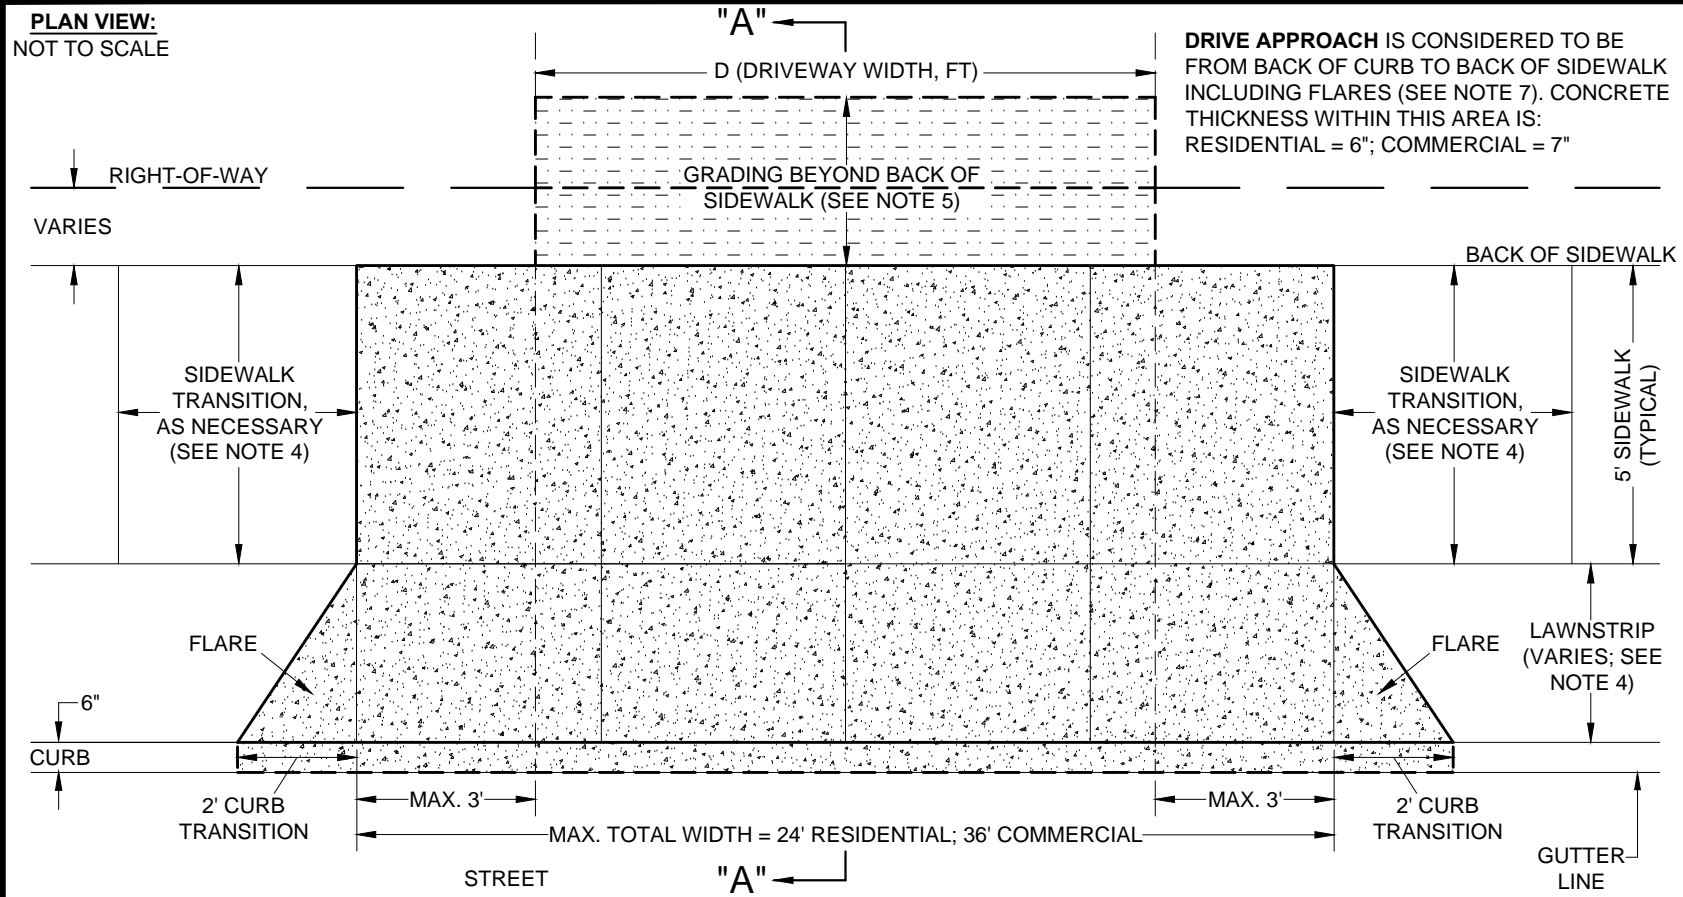 PLAN VIEW:
NOT TO SCALE
"A"
D (DRIVEWAY WIDTH, FT)
DRIVE APPROACH IS CONSIDERED TO BE
FROM BACK OF CURB TO BACK OF SIDEWALK
INCLUDING FLARES (SEE NOTE 7). CONCRETE
THICKNESS WITHIN THIS AREA IS:
RESIDENTIAL = 6"; COMMERCIAL = 7"
RIGHT-OF-WAY
GRADING BEYOND BACK OF
SIDEWALK (SEE NOTE 5)
VARIES
BACK OF SIDEWALK
SIDEWALK
TRANSITION,
AS NECESSARY
(SEE NOTE 4)
SIDEWALK
TRANSITION,
AS NECESSARY
(SEE NOTE 4)
5' SIDEWALK
(TYPICAL)
FLARE
FLARE
LAWNSTRIP
(VARIES; SEE
NOTE 4)
6"
CURB
2' CURB
TRANSITION
MAX. 3'
MAX. 3'
2' CURB
TRANSITION
MAX. TOTAL WIDTH = 24' RESIDENTIAL; 36' COMMERCIAL
STREET
"A"
GUTTER
LINE